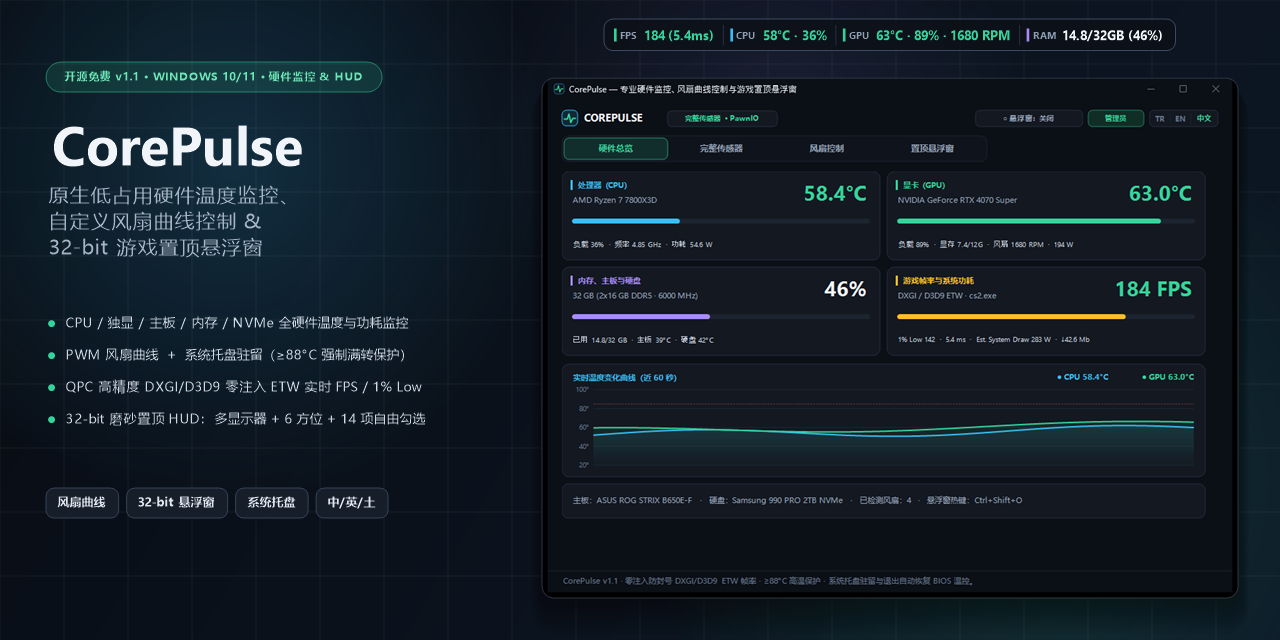 FPS 184 (5.4ms) CPU 58°C · 36% GPU 63°C · 89% · 1680 RPM RAM 14.8/32GB (46%)
开源免费 v1.1 • WINDOWS 10/11 • 硬件监控 & HUD
CorePulse
原生低占用硬件温度监控、
自定义风扇曲线控制 &
32-bit 游戏置顶悬浮窗
CPU / 独显 / 主板 / 内存 / NVMe 全硬件温度与功耗监控
PWM 风扇曲线 + 系统托盘驻留 (≥88°C 强制满转保护)
QPC 高精度 DXGI/D3D9 零注入 ETW 实时 FPS / 1% Low
32-bit 磨砂置顶 HUD：多显示器 + 6 方位 + 14 项自由勾选
风扇曲线 32-bit 悬浮窗 系统托盘 中/英/土
CorePulse — 专业硬件监控、风扇曲线控制与游戏置顶悬浮窗
COREPULSE 完整传感器 • PawnIO ○ 悬浮窗：关闭 管理员 TR EN 中文
硬件总览 完整传感器 风扇控制 置顶悬浮窗
处理器 (CPU)
AMD Ryzen 7 7800X3D
58.4°C
负载 36% · 频率 4.85 GHz · 功耗 54.6 W
显卡 (GPU)
NVIDIA GeForce RTX 4070 Super
63.0°C
负载 89% · 显存 7.4/12G · 风扇 1680 RPM · 194 W
内存、主板与硬盘
32 GB (2x16 GB DDR5 · 6000 MHz)
46%
已用 14.8/32 GB · 主板 39°C · 硬盘 42°C
游戏帧率与系统功耗
DXGI / D3D9 ETW · cs2.exe
184 FPS
1% Low 142 · 5.4 ms · Est. System Draw 283 W · ↓42.6 Mb
实时温度变化曲线 (近 60 秒) • CPU 58.4°C • GPU 63.0°C
100°
80°
60°
40°
20°
主板：ASUS ROG STRIX B650E-F · 硬盘：Samsung 990 PRO 2TB NVMe · 已检测风扇：4 · 悬浮窗热键：Ctrl+Shift+O
CorePulse v1.1 · 零注入防封号 DXGI/D3D9 ETW 帧率 · ≥88°C 高温保护 · 系统托盘驻留与退出自动恢复 BIOS 温控。